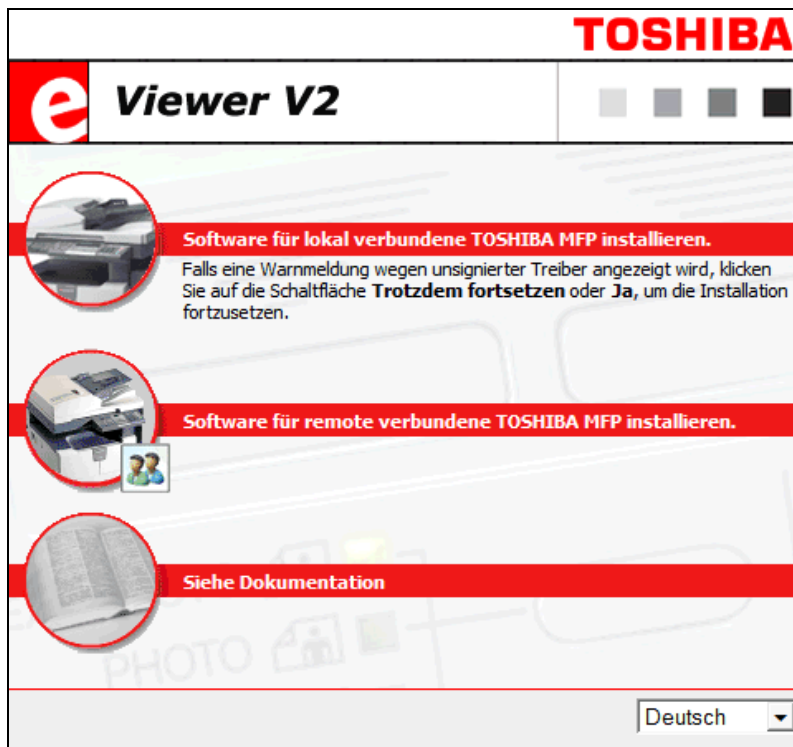 TOSHIBA
e Viewer V2
Software für lokal verbundene TOSHIBA MFP installieren.
Falls eine Warnmeldung wegen unsignierter Treiber angezeigt wird, klicken
Sie auf die Schaltfläche Trotzdem fortsetzen oder Ja, um die Installation
fortzusetzen.
Software für remote verbundene TOSHIBA MFP installieren.
Siehe Dokumentation
PHOTO
Deutsch